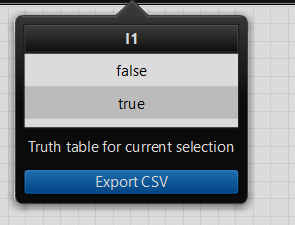 I1
false
true
Truth table for current selection
Export CSV